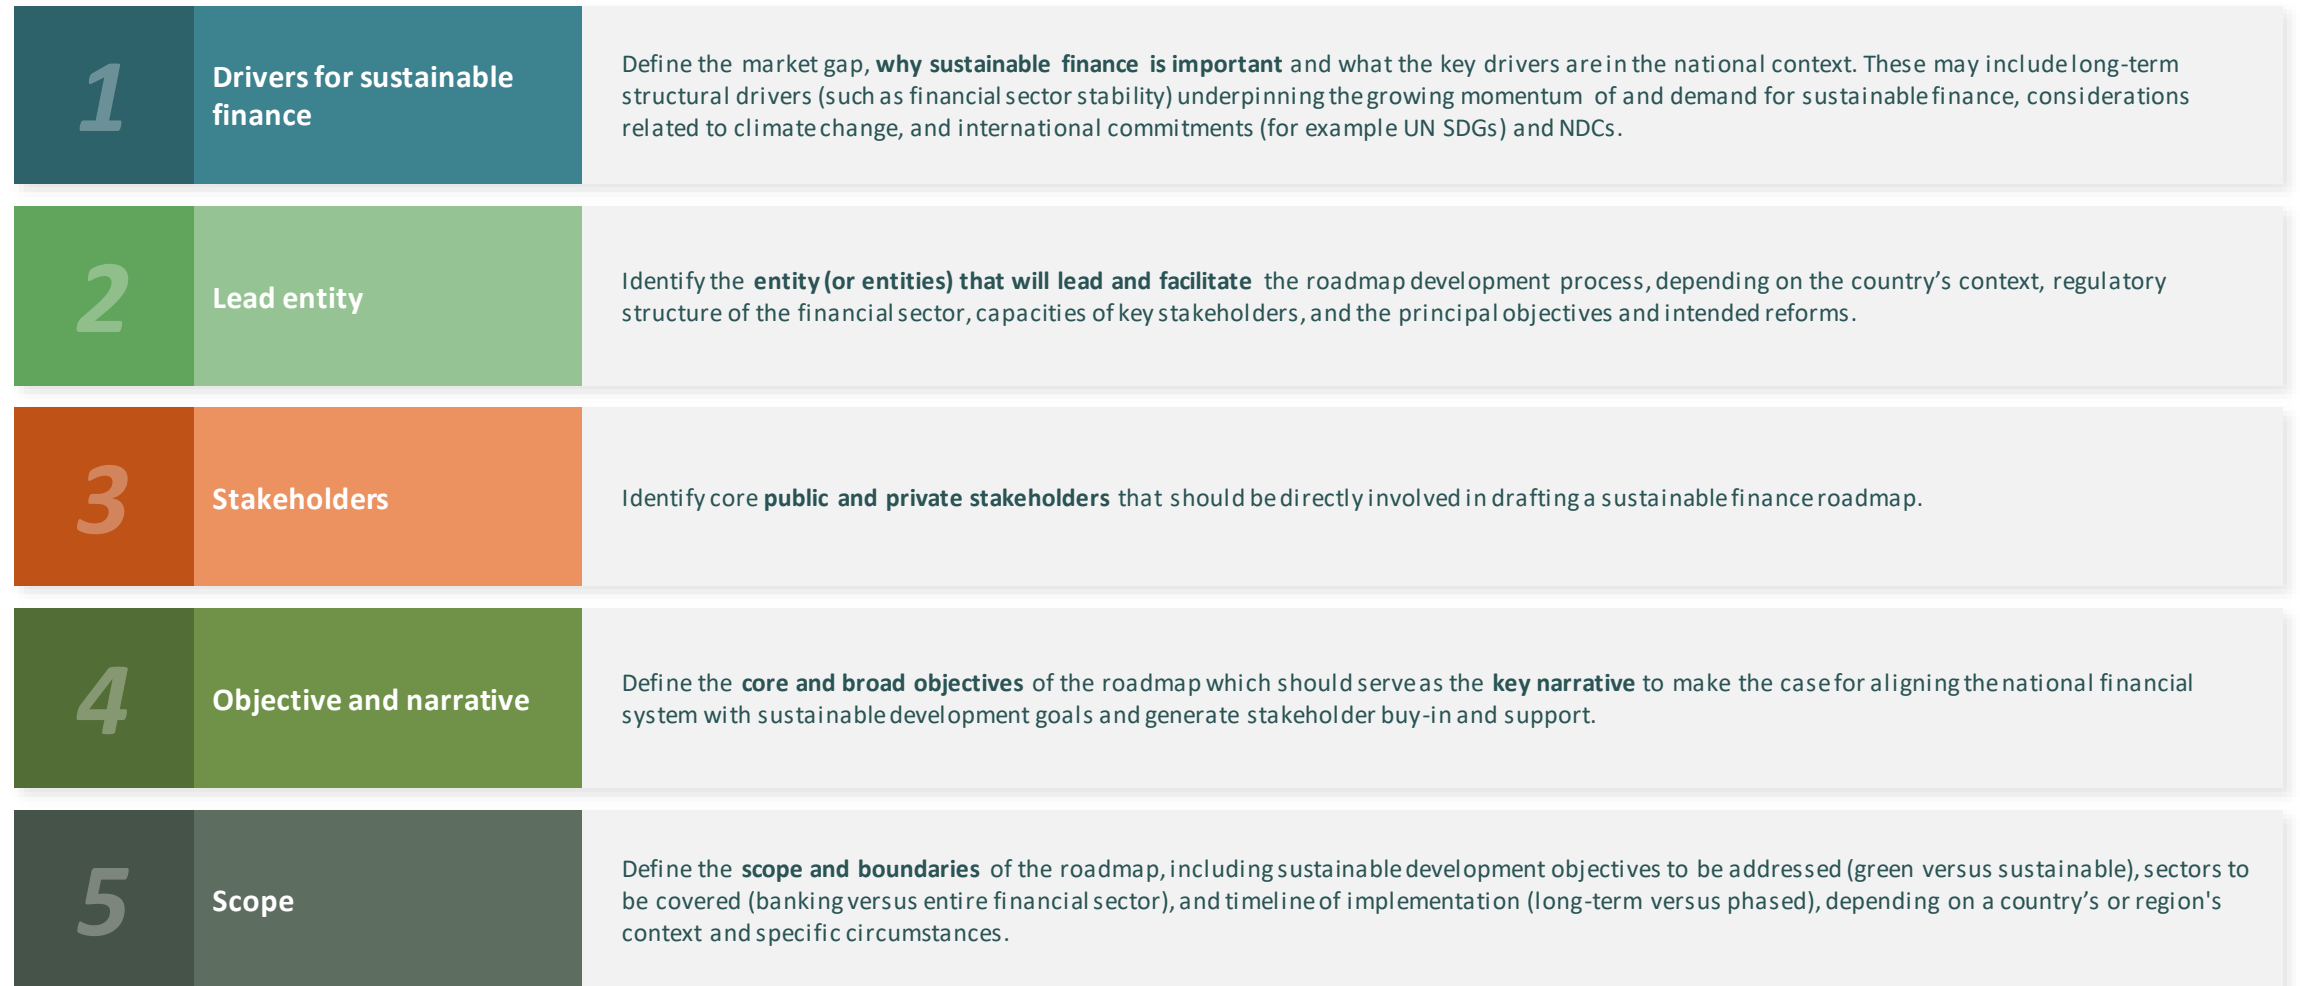 1
Drivers for sustainable
finance
Define the market gap, why sustainable finance is important and what the key drivers are in the national context. These may include long-term
structural drivers (such as financial sector stability) underpinning the growing momentum of and demand for sustainable finance, considerations
related to climate change, and international commitments (for example UN SDGs) and NDCs.
2
Lead entity
Identify the entity (or entities) that will lead and facilitate the roadmap development process, depending on the country’s context, regulatory
structure of the financial sector, capacities of key stakeholders, and the principal objectives and intended reforms.
3
Stakeholders
Identify core public and private stakeholders that should be directly involved in drafting a sustainable finance roadmap.
4
Objective and narrative
Define the core and broad objectives of the roadmap which should serve as the key narrative to make the case for aligning the national financial
system with sustainable development goals and generate stakeholder buy-in and support.
5
Scope
Define the scope and boundaries of the roadmap, including sustainable development objectives to be addressed (green versus sustainable), sectors to
be covered (banking versus entire financial sector), and timeline of implementation (long-term versus phased), depending on a country’s or region's
context and specific circumstances.